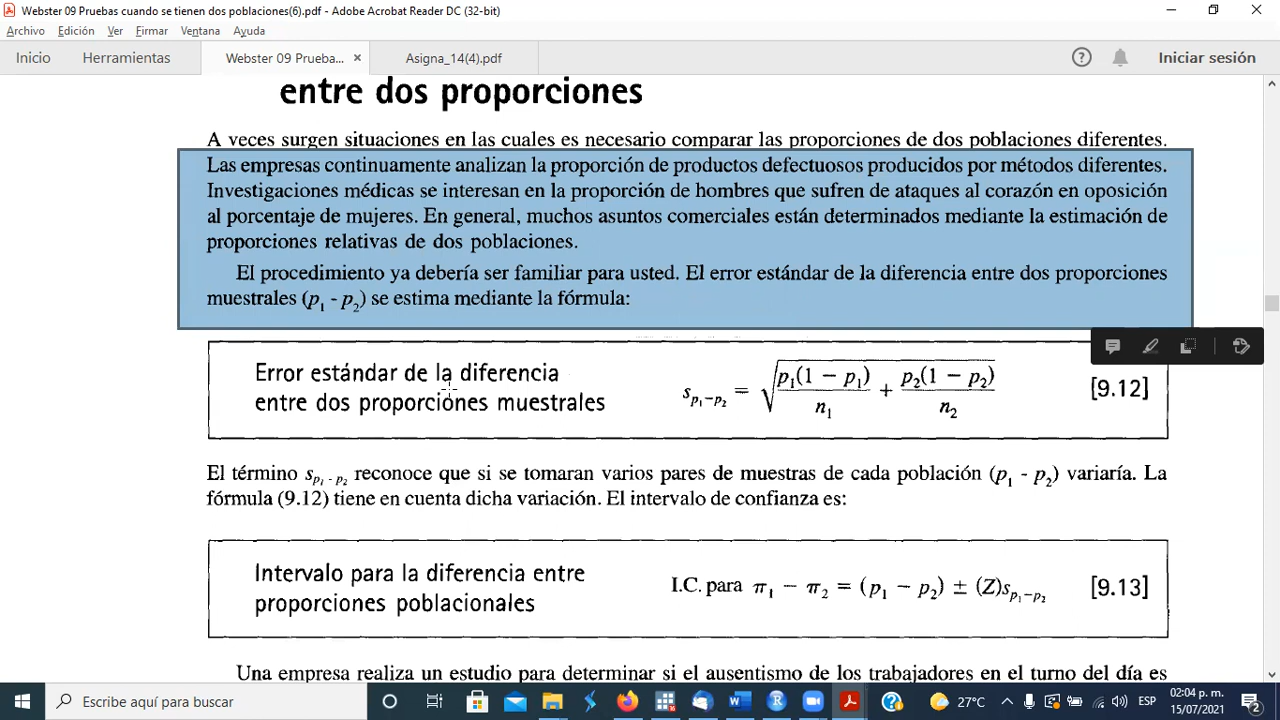 Webster 09 Pruebas cuando se tienen dos poblaciones(6).pdf - Adobe Acrobat Reader DC (32-bit)
Archivo Edición Ver Firmar Ventana Ayuda
Inicio Herramientas Webster 09 Prueba... × Asigna_14(4).pdf Iniciar sesión
entre dos proporciones
A veces surgen situaciones en las cuales es necesario comparar las proporciones de dos poblaciones diferentes.
Las empresas continuamente analizan la proporción de productos defectuosos producidos por métodos diferentes.
Investigaciones médicas se interesan en la proporción de hombres que sufren de ataques al corazón en oposición
al porcentaje de mujeres. En general, muchos asuntos comerciales están determinados mediante la estimación de
proporciones relativas de dos poblaciones.
El procedimiento ya debería ser familiar para usted. El error estándar de la diferencia entre dos proporciones
muestrales (p₁ - p₂) se estima mediante la fórmula:
Error estándar de la diferencia
entre dos proporciones muestrales
s_{p₁−p₂} = √(p₁(1 − p₁)/n₁ + p₂(1 − p₂)/n₂) [9.12]
El término s_{p₁ - p₂} reconoce que si se tomaran varios pares de muestras de cada población (p₁ - p₂) variaría. La
fórmula (9.12) tiene en cuenta dicha variación. El intervalo de confianza es:
Intervalo para la diferencia entre
proporciones poblacionales
I.C. para π₁ − π₂ = (p₁ − p₂) ± (Z)s_{p₁−p₂} [9.13]
Una empresa realiza un estudio para determinar si el ausentismo de los trabajadores en el turno del día es
Escribe aquí para buscar
27°C ESP 02:04 p. m.
15/07/2021